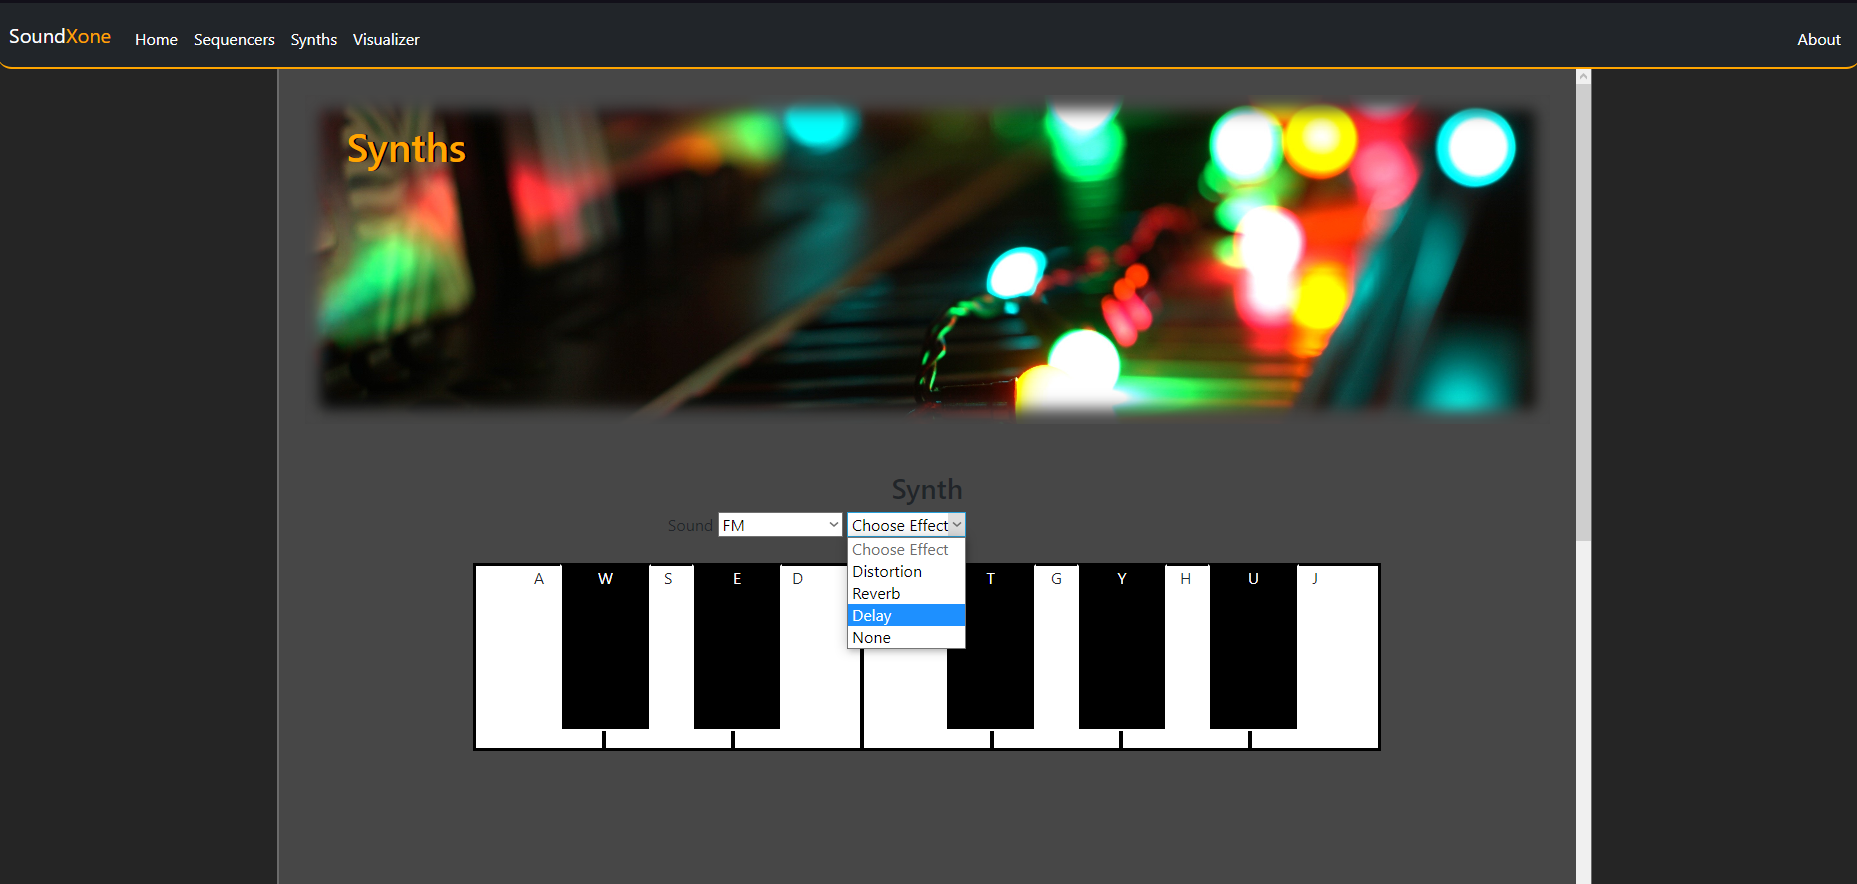 SoundXone Home Sequencers Synths Visualizer About
Synths
Synth
Sound FM Choose Effect
Choose Effect
Distortion
Reverb
Delay
None
A W S E D T G Y H U J